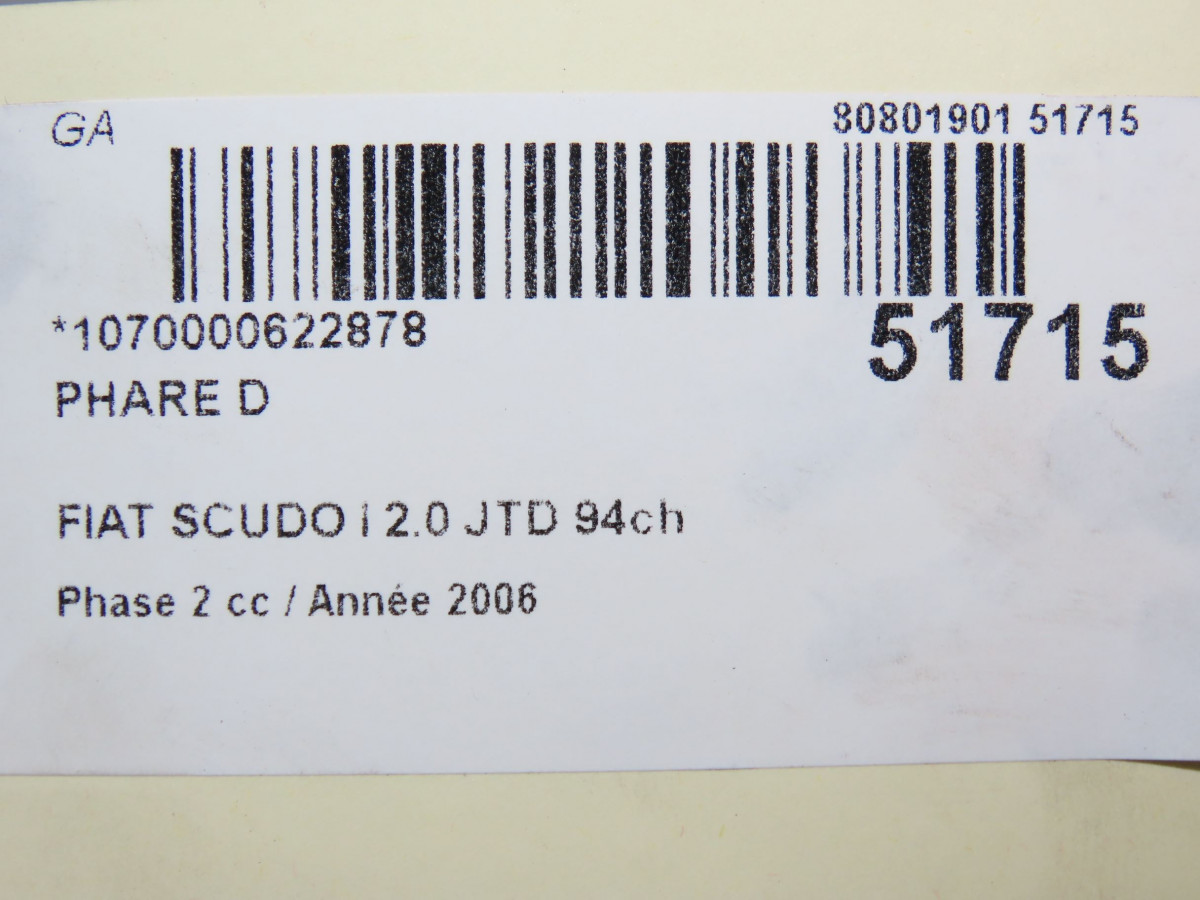 GA
80801901 51715
*1070000622878
51715
PHARE D
FIAT SCUDO I 2.0 JTD 94ch
Phase 2 cc / Année 2006